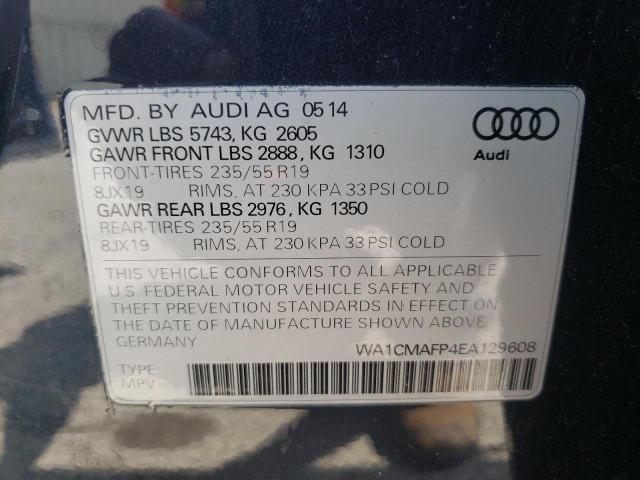 MFD. BY AUDI AG 05 14
GVWR LBS 5743, KG 2605
GAWR FRONT LBS 2888, KG 1310
FRONT-TIRES 235/55 R19
8JX19 RIMS, AT 230 KPA 33 PSI COLD
GAWR REAR LBS 2976, KG 1350
REAR-TIRES 235/55 R19
8JX19 RIMS, AT 230 KPA 33 PSI COLD
Audi
THIS VEHICLE CONFORMS TO ALL APPLICABLE
U.S. FEDERAL MOTOR VEHICLE SAFETY AND
THEFT PREVENTION STANDARDS IN EFFECT ON
THE DATE OF MANUFACTURE SHOWN ABOVE.
GERMANY
WA1CMAFP4EA129608
TYPE:
MPV